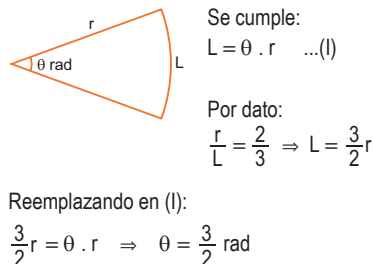 r
θ rad
L
Se cumple:
L = θ . r ...(I)
Por dato:
r/L = 2/3 ⇒ L = 3/2 r
Reemplazando en (I):
3/2 r = θ . r ⇒ θ = 3/2 rad